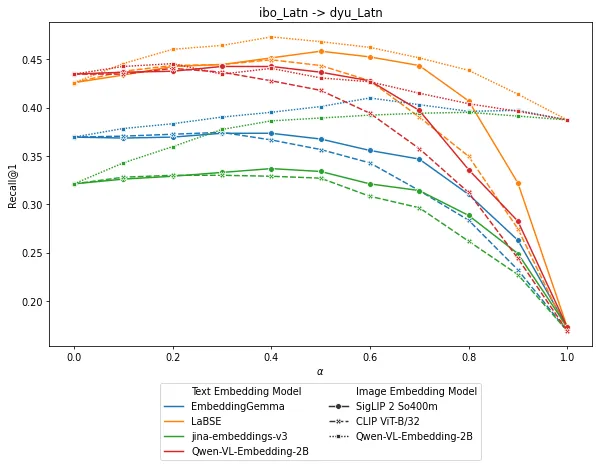 ibo_Latn -> dyu_Latn
Recall@1
0.45
0.40
0.35
0.30
0.25
0.20
0.0 0.2 0.4 0.6 0.8 1.0
α
Text Embedding Model Image Embedding Model
EmbeddingGemma SigLIP 2 So400m
LaBSE CLIP ViT-B/32
jina-embeddings-v3 Qwen-VL-Embedding-2B
Qwen-VL-Embedding-2B